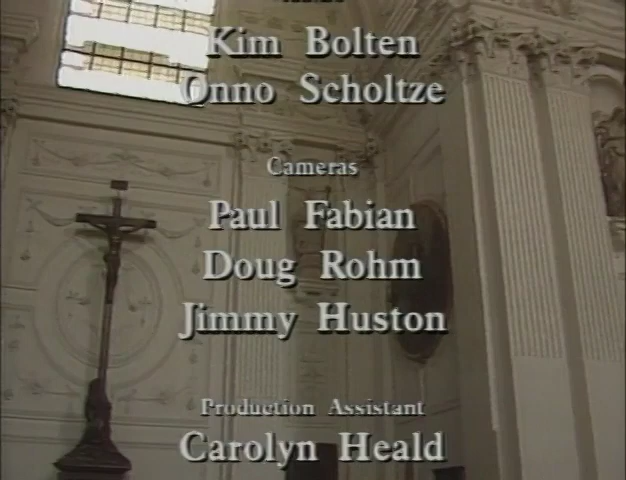 Kim Bolten
Onno Scholtze
Cameras
Paul Fabian
Doug Rohm
Jimmy Huston
Production Assistant
Carolyn Heald